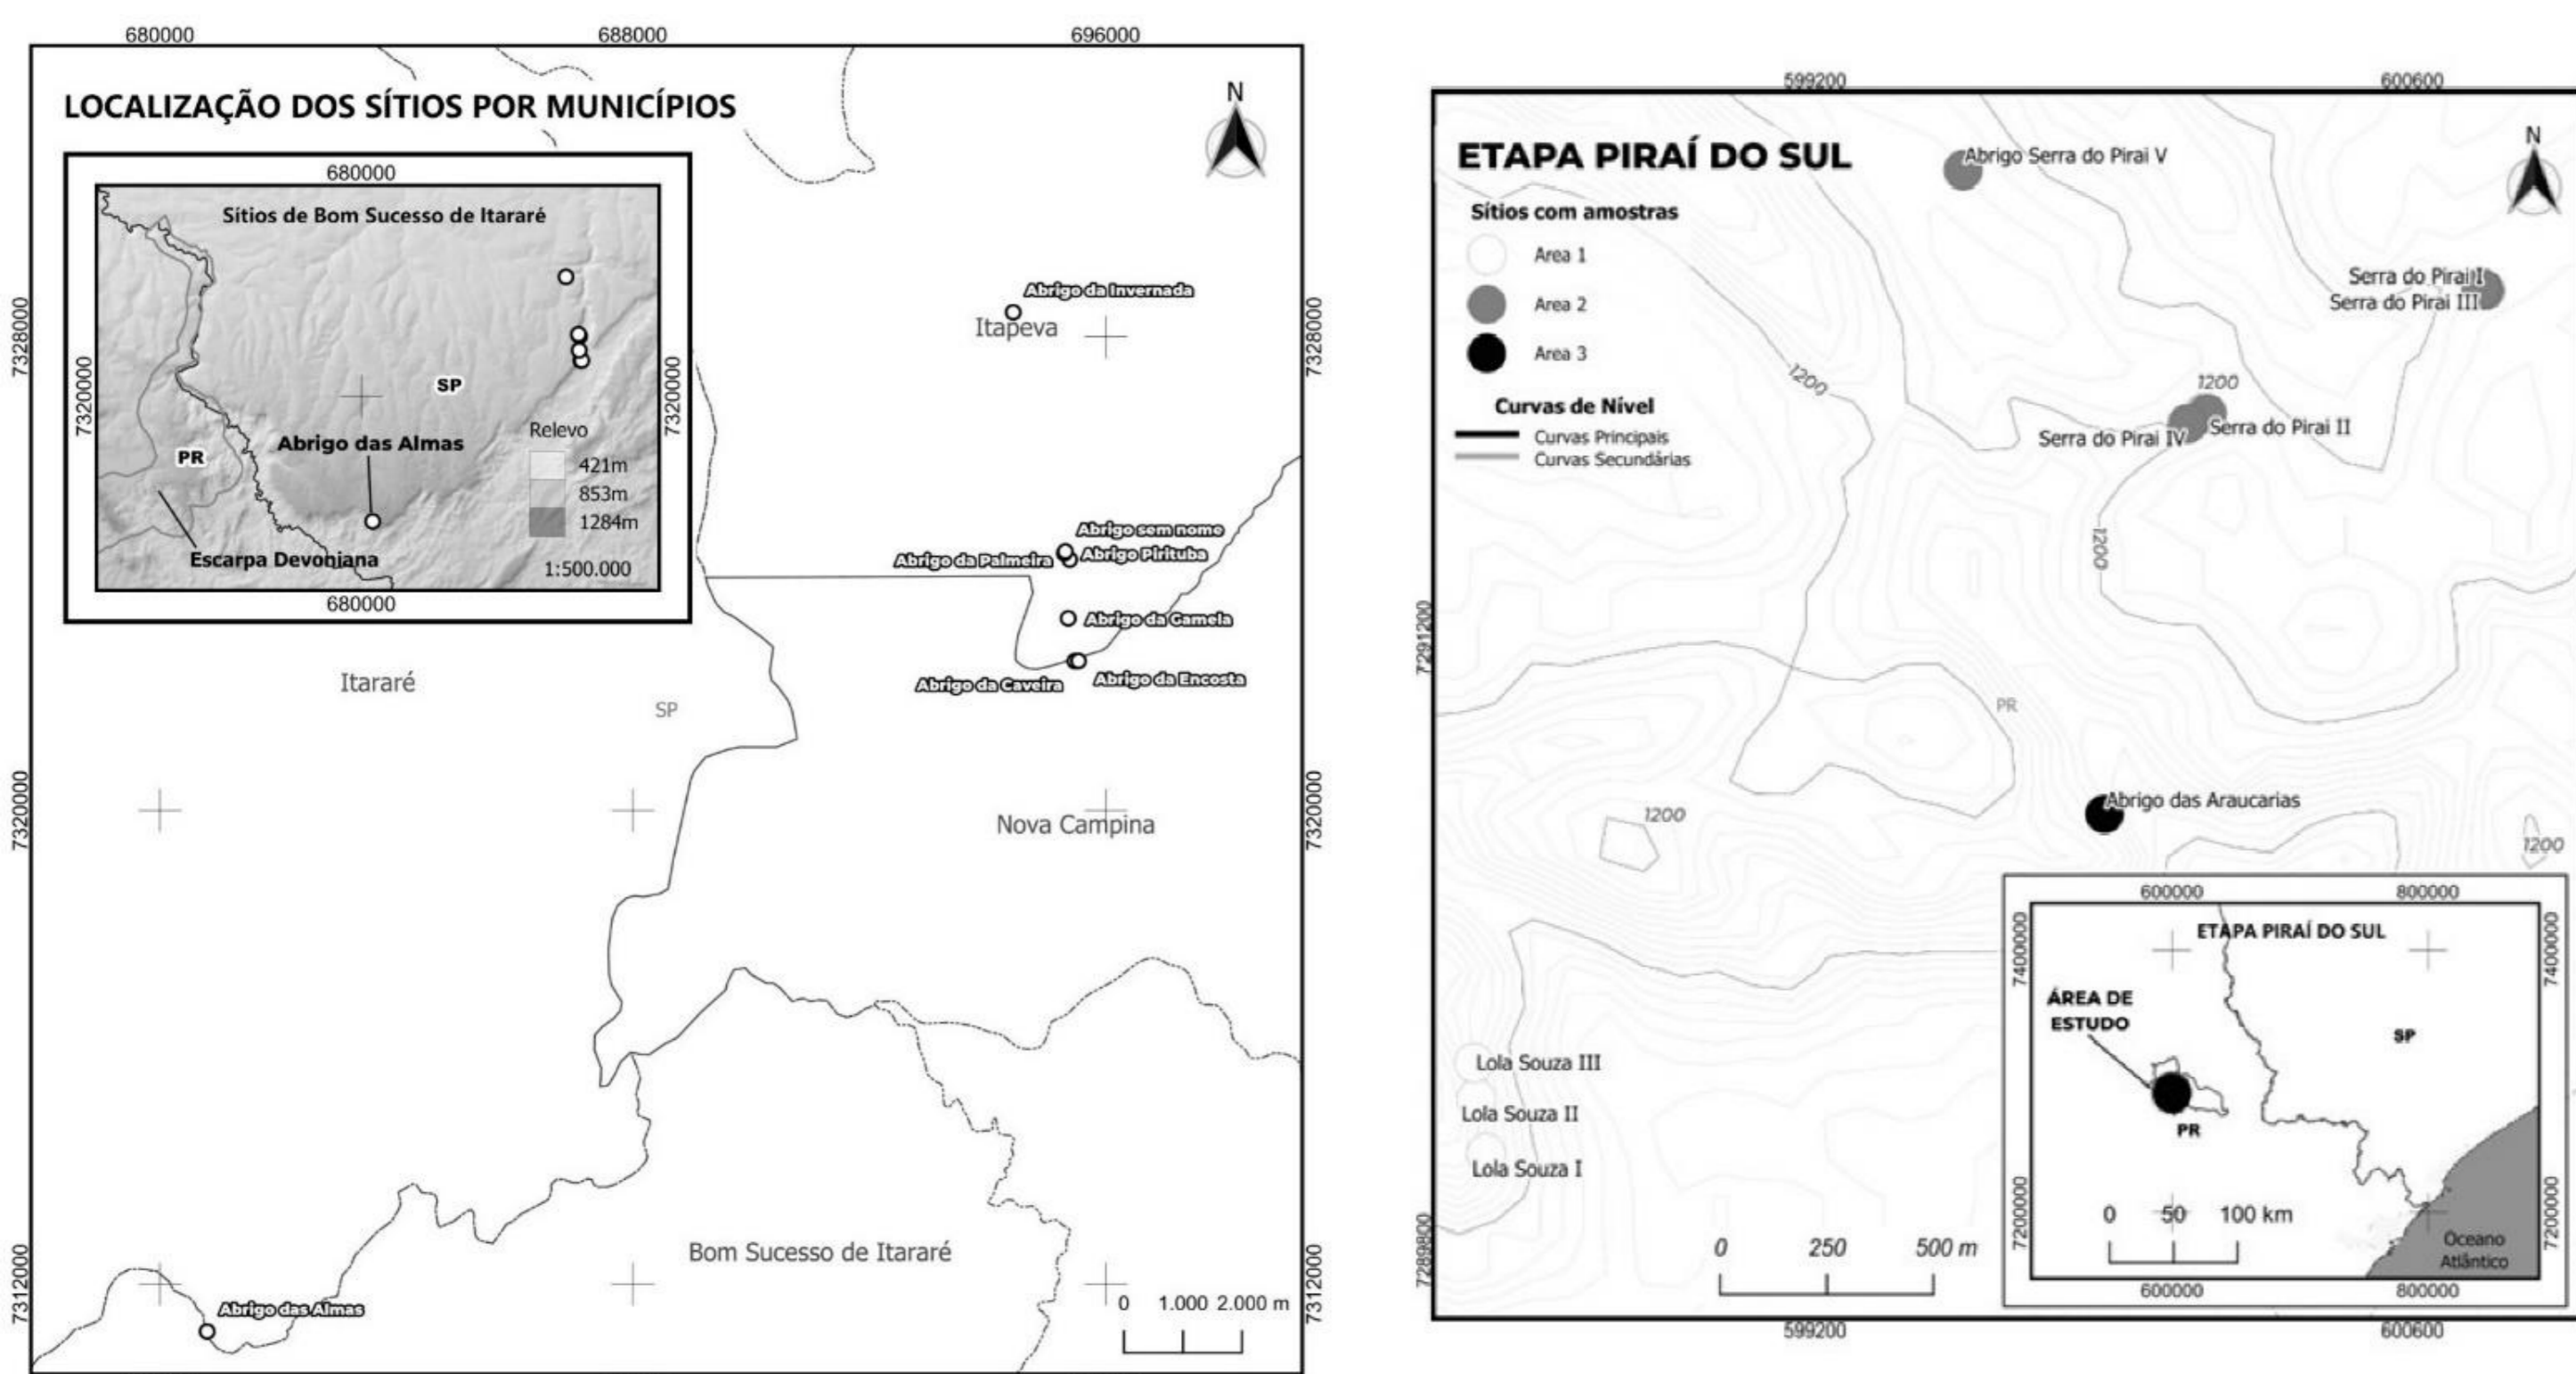 680000
688000
696000
LOCALIZAÇÃO DOS SÍTIOS POR MUNICÍPIOS
N
680000
Sítios de Bom Sucesso de Itararé
7320000
7320000
SP
Abrigo das Almas
PR
Relevo
421m
853m
1284m
Escarpa Devoniana
1:500.000
680000
7328000
7328000
Abrigo da Invernada
Itapeva
Abrigo sem nome
Abrigo da Palmeira
Abrigo Pirituba
Abrigo da Gamela
Abrigo da Caveira
Abrigo da Encosta
Itararé
SP
7320000
7320000
Nova Campina
Bom Sucesso de Itararé
7312000
7312000
Abrigo das Almas
0 1.000 2.000 m
599200
600600
ETAPA PIRAÍ DO SUL
N
Sítios com amostras
Area 1
Area 2
Area 3
Curvas de Nível
Curvas Principais
Curvas Secundárias
Abrigo Serra do Pirai V
Serra do Pirai I
Serra do Pirai III
1200
1200
Serra do Pirai IV
Serra do Pirai II
1200
7291200
PR
Abrigo das Araucarias
1200
1200
Lola Souza III
Lola Souza II
Lola Souza I
7289800
0 250 500 m
600000
800000
ETAPA PIRAÍ DO SUL
7400000
7400000
ÁREA DE
ESTUDO
SP
PR
7200000
7200000
0 50 100 km
Oceano
Atlântico
600000
800000
599200
600600